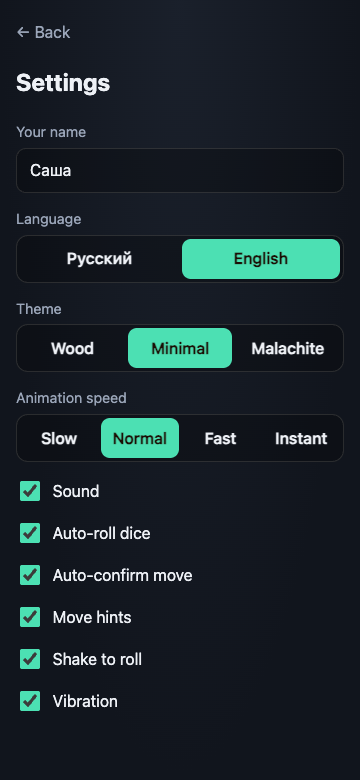 ← Back
Settings
Your name
Саша
Language
Русский English
Theme
Wood Minimal Malachite
Animation speed
Slow Normal Fast Instant
Sound
Auto-roll dice
Auto-confirm move
Move hints
Shake to roll
Vibration